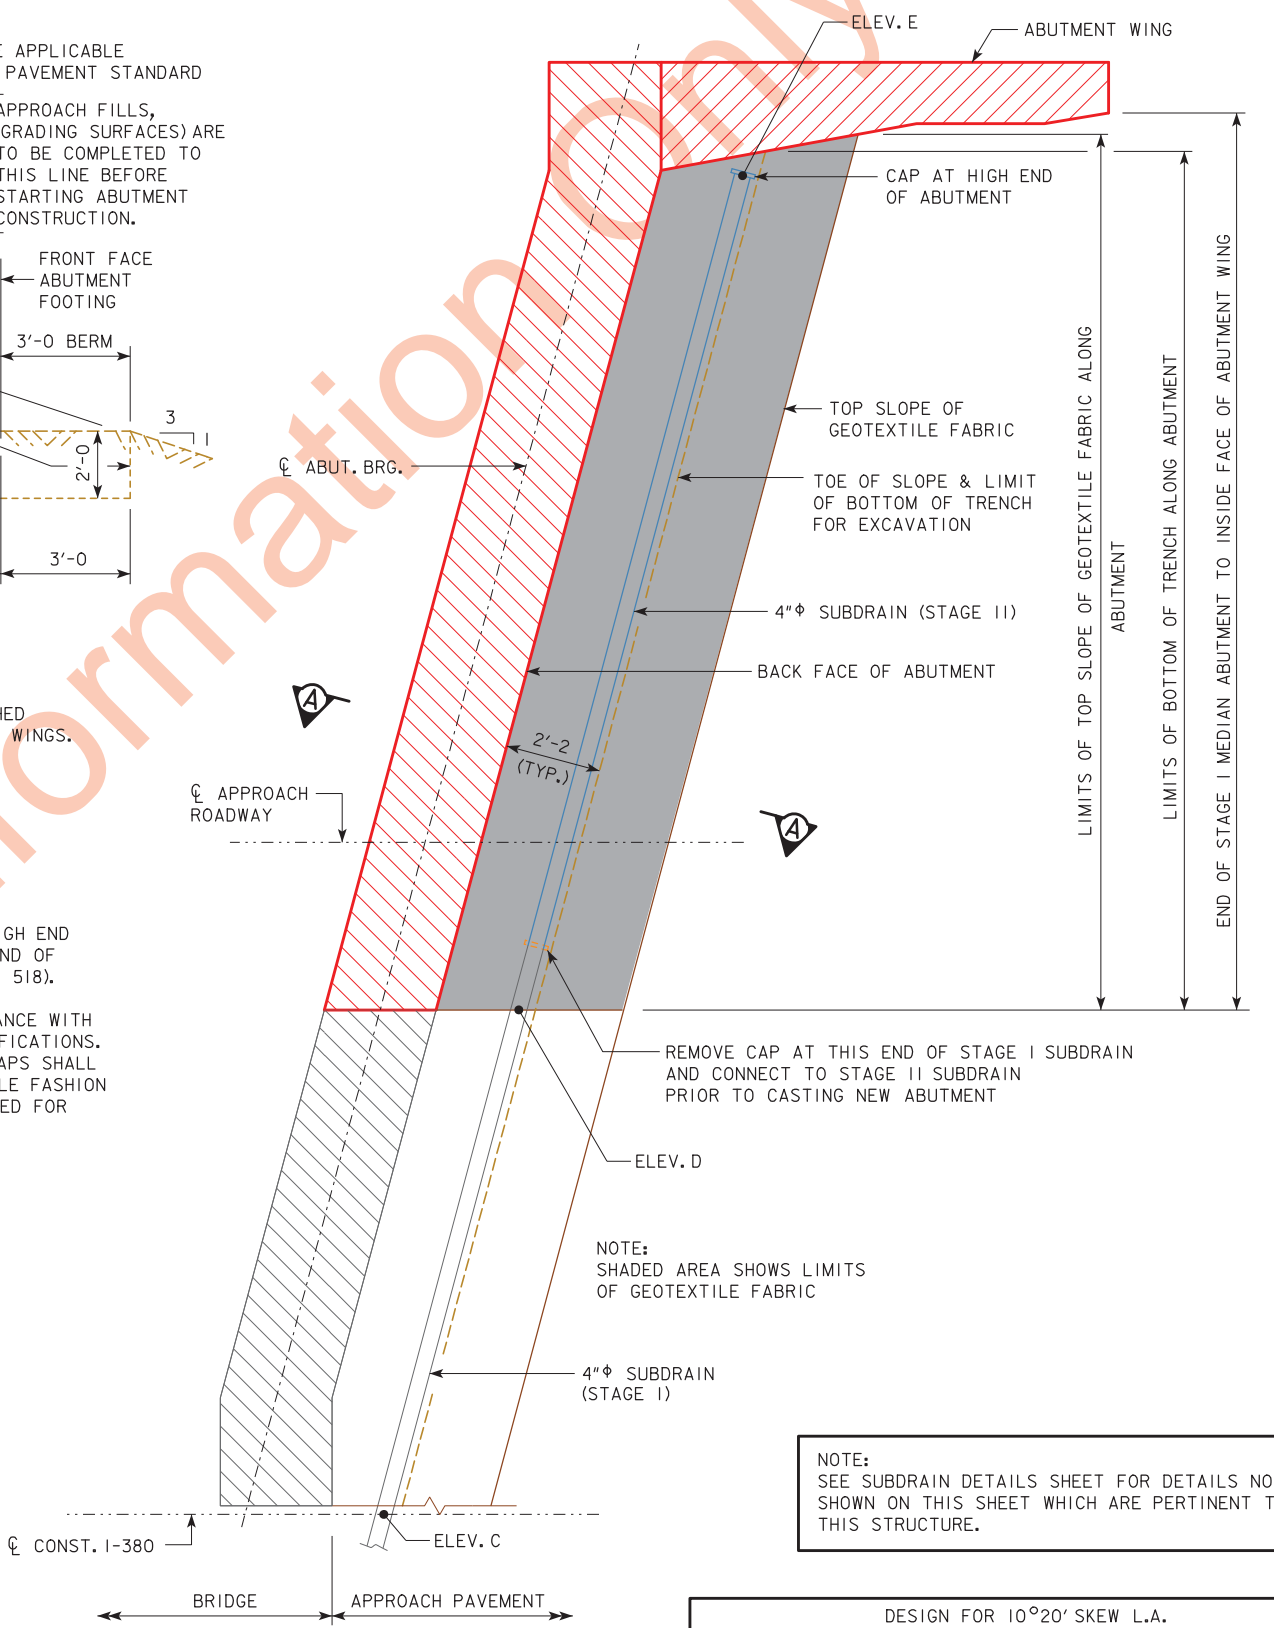 E APPLICABLE
PAVEMENT STANDARD
APPROACH FILLS,
GRADING SURFACES) ARE
TO BE COMPLETED TO
THIS LINE BEFORE
STARTING ABUTMENT
CONSTRUCTION.
FRONT FACE
ABUTMENT
FOOTING
3'-0 BERM
3
1
2'-0
3'-0
HED
WINGS.
GH END
ND OF
518).
ANCE WITH
IFICATIONS.
APS SHALL
LE FASHION
ED FOR
ormation only
ELEV. E
ABUTMENT WING
CAP AT HIGH END
OF ABUTMENT
TOP SLOPE OF
GEOTEXTILE FABRIC
℄ ABUT. BRG.
TOE OF SLOPE & LIMIT
OF BOTTOM OF TRENCH
FOR EXCAVATION
4"ϕ SUBDRAIN (STAGE II)
BACK FACE OF ABUTMENT
A
2'-2
(TYP.)
℄ APPROACH
ROADWAY
A
LIMITS OF TOP SLOPE OF GEOTEXTILE FABRIC ALONG
ABUTMENT
LIMITS OF BOTTOM OF TRENCH ALONG ABUTMENT
END OF STAGE I MEDIAN ABUTMENT TO INSIDE FACE OF ABUTMENT WING
REMOVE CAP AT THIS END OF STAGE I SUBDRAIN
AND CONNECT TO STAGE II SUBDRAIN
PRIOR TO CASTING NEW ABUTMENT
ELEV. D
NOTE:
SHADED AREA SHOWS LIMITS
OF GEOTEXTILE FABRIC
4"ϕ SUBDRAIN
(STAGE I)
NOTE:
SEE SUBDRAIN DETAILS SHEET FOR DETAILS NO
SHOWN ON THIS SHEET WHICH ARE PERTINENT T
THIS STRUCTURE.
℄ CONST. I-380
ELEV. C
BRIDGE
APPROACH PAVEMENT
DESIGN FOR 10°20' SKEW L.A.